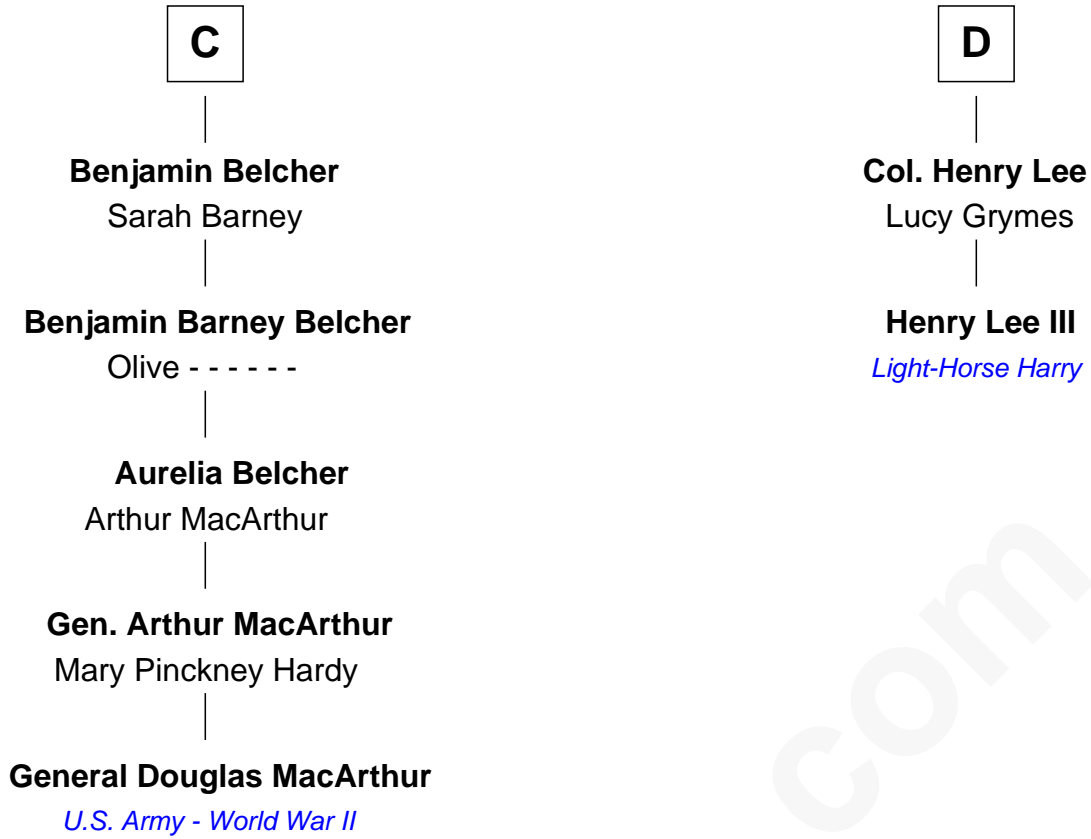 C
Benjamin Belcher
Sarah Barney
Benjamin Barney Belcher
Olive - - - - - -
Aurelia Belcher
Arthur MacArthur
Gen. Arthur MacArthur
Mary Pinckney Hardy
General Douglas MacArthur
U.S. Army - World War II
D
Col. Henry Lee
Lucy Grymes
Henry Lee III
Light-Horse Harry
com